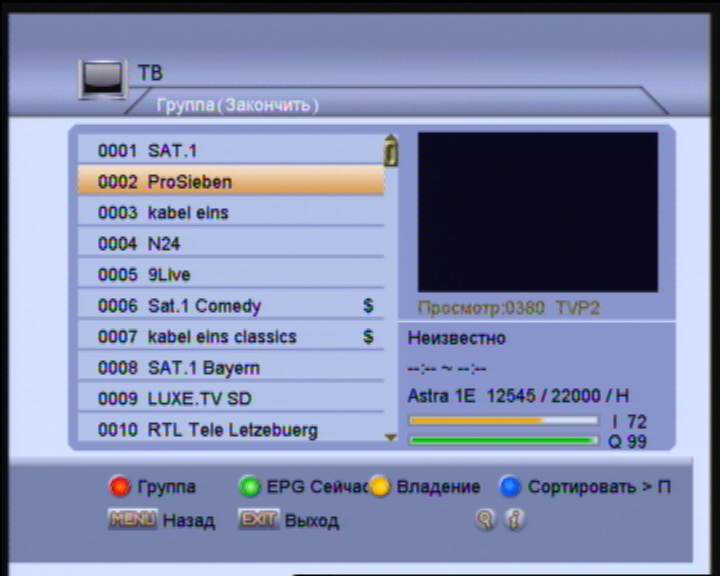 ТВ
Группа(Закончить)
0001 SAT.1
0002 ProSieben
0003 kabel eins
0004 N24
0005 9Live
0006 Sat.1 Comedy $
0007 kabel eins classics $
0008 SAT.1 Bayern
0009 LUXE.TV SD
0010 RTL Tele Letzebuerg
Просмотр:0380 TVP2
Неизвестно
--:-- ~ --:--
Astra 1E 12545 / 22000 / H
I 72
Q 99
Группа EPG Сейчас Владение Сортировать > П
MENU Назад EXIT Выход